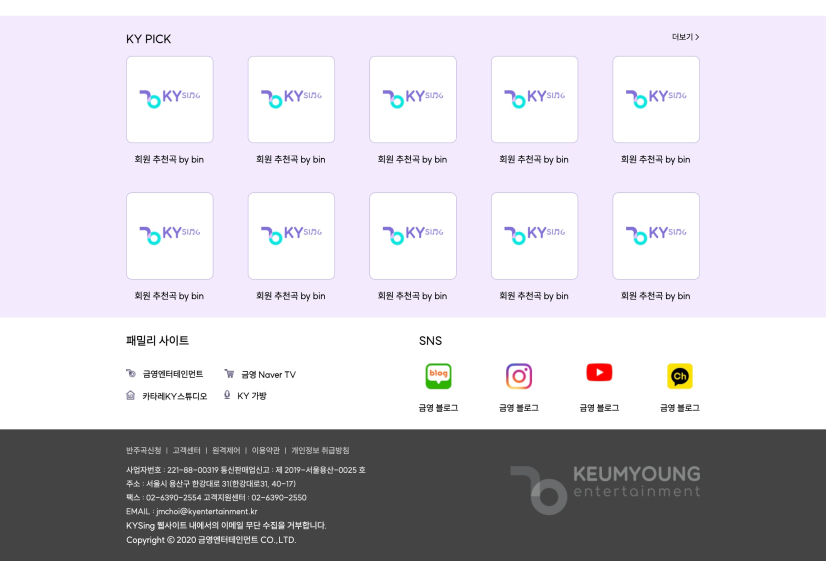 KY PICK 더보기 >
KYSING KYSING KYSING KYSING KYSING
회원 추천곡 by bin 회원 추천곡 by bin 회원 추천곡 by bin 회원 추천곡 by bin 회원 추천곡 by bin
KYSING KYSING KYSING KYSING KYSING
회원 추천곡 by bin 회원 추천곡 by bin 회원 추천곡 by bin 회원 추천곡 by bin 회원 추천곡 by bin
패밀리 사이트
금영엔터테인먼트 금영 Naver TV
카타레KY스튜디오 KY 가방
SNS
blog Ch
금영 블로그 금영 블로그 금영 블로그 금영 블로그
반주곡신청 | 고객센터 | 원격제어 | 이용약관 | 개인정보 취급방침
사업자번호 : 221-88-00319 통신판매업신고 : 제 2019-서울용산-0025 호
주소 : 서울시 용산구 한강대로 31(한강대로31, 40-17)
팩스 : 02-6390-2554 고객지원센터 : 02-6390-2550
EMAIL : jmchoi@kyentertainment.kr
KYSing 웹사이트 내에서의 이메일 무단 수집을 거부합니다.
Copyright © 2020 금영엔터테인먼트 CO.,LTD.
KEUMYOUNG
entertainment